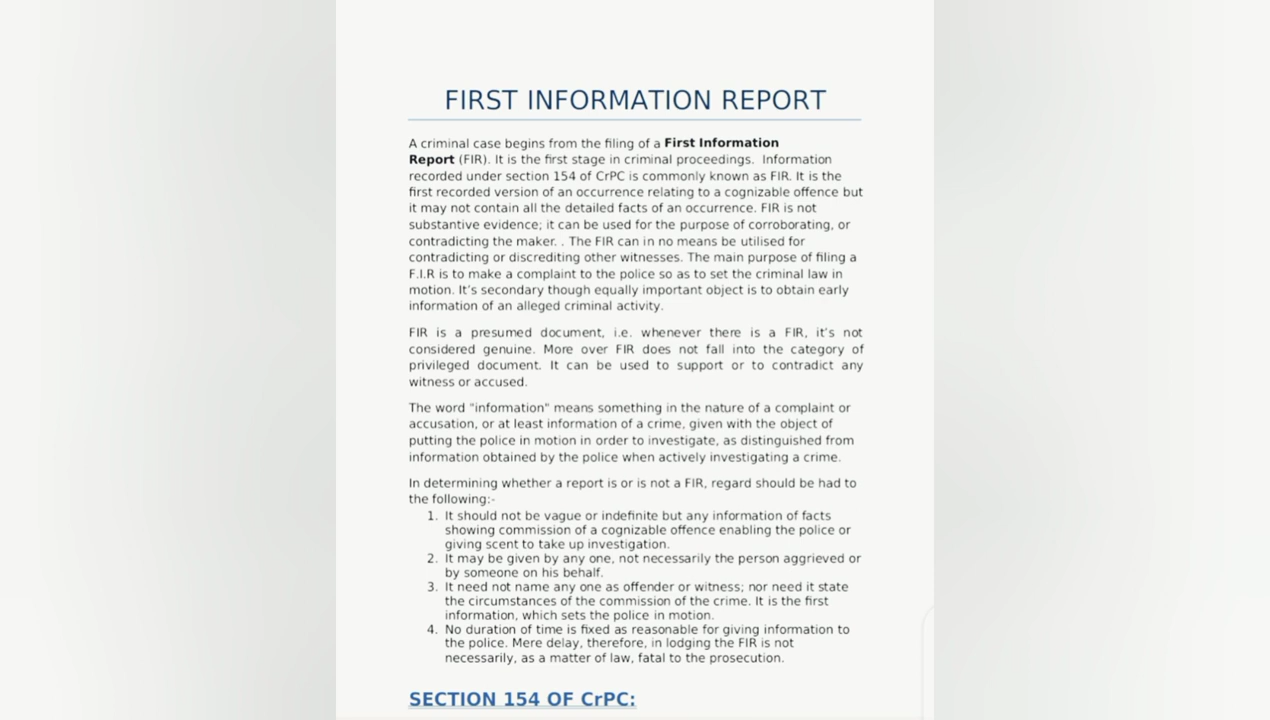 FIRST INFORMATION REPORT
A criminal case begins from the filing of a First Information
Report (FIR). It is the first stage in criminal proceedings.  Information
recorded under section 154 of CrPC is commonly known as FIR. It is the
first recorded version of an occurrence relating to a cognizable offence but
it may not contain all the detailed facts of an occurrence. FIR is not
substantive evidence; it can be used for the purpose of corroborating, or
contradicting the maker. . The FIR can in no means be utilised for
contradicting or discrediting other witnesses. The main purpose of filing a
F.I.R is to make a complaint to the police so as to set the criminal law in
motion. It’s secondary though equally important object is to obtain early
information of an alleged criminal activity.
FIR is a presumed document, i.e. whenever there is a FIR, it’s not
considered genuine. More over FIR does not fall into the category of
privileged document. It can be used to support or to contradict any
witness or accused.
The word "information" means something in the nature of a complaint or
accusation, or at least information of a crime, given with the object of
putting the police in motion in order to investigate, as distinguished from
information obtained by the police when actively investigating a crime.
In determining whether a report is or is not a FIR, regard should be had to
the following:-
1. It should not be vague or indefinite but any information of facts
showing commission of a cognizable offence enabling the police or
giving scent to take up investigation.
2. It may be given by any one, not necessarily the person aggrieved or
by someone on his behalf.
3. It need not name any one as offender or witness; nor need it state
the circumstances of the commission of the crime. It is the first
information, which sets the police in motion.
4. No duration of time is fixed as reasonable for giving information to
the police. Mere delay, therefore, in lodging the FIR is not
necessarily, as a matter of law, fatal to the prosecution.
SECTION 154 OF CrPC: